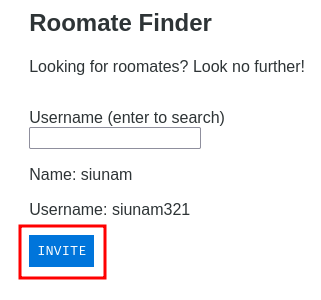 Roomate Finder
Looking for roomates? Look no further!
Username (enter to search)
Name: siunam
Username: siunam321
INVITE